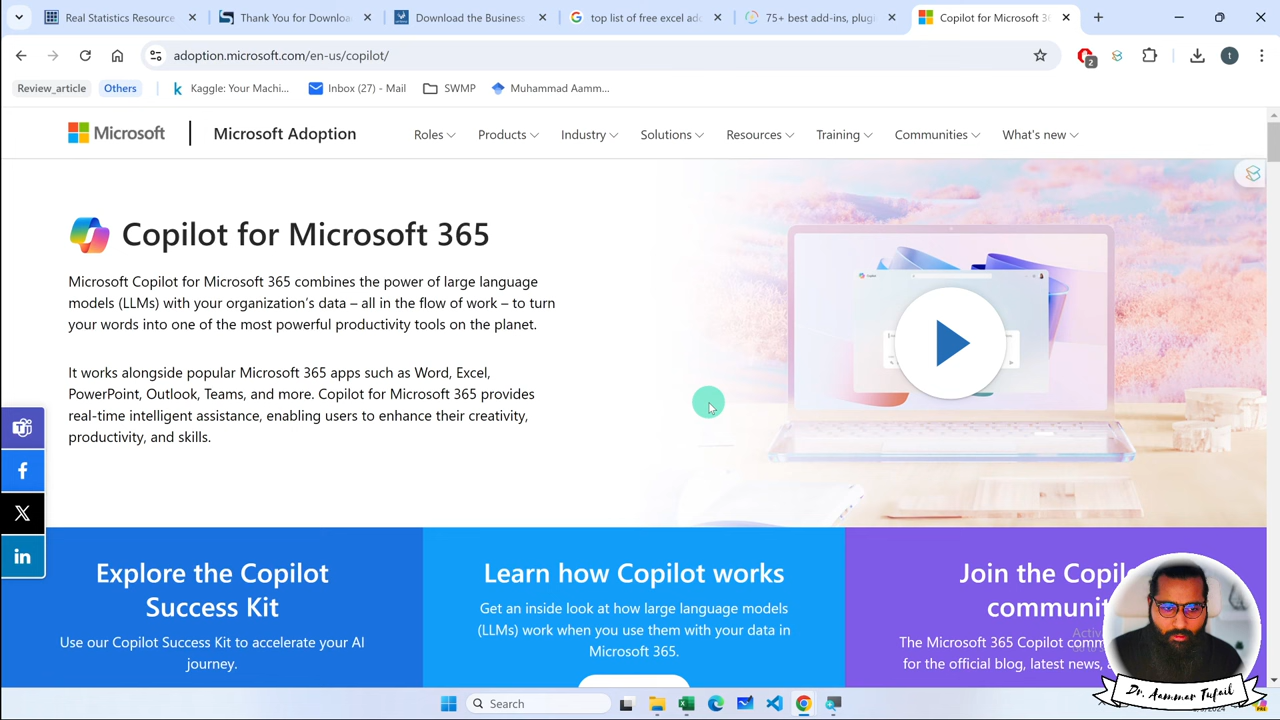 Real Statistics Resource
Thank You for Downloa
Download the Business
top list of free excel ad
75+ best add-ins, plug
Copilot for Microsoft 3
adoption.microsoft.com/en-us/copilot/
2
t
Review_article
Others
Kaggle: Your Machi...
Inbox (27) - Mail
SWMP
Muhammad Aamm...
Microsoft
Microsoft Adoption
Roles
Products
Industry
Solutions
Resources
Training
Communities
What's new
Copilot for Microsoft 365
Microsoft Copilot for Microsoft 365 combines the power of large language
models (LLMs) with your organization's data – all in the flow of work – to turn
your words into one of the most powerful productivity tools on the planet.
It works alongside popular Microsoft 365 apps such as Word, Excel,
PowerPoint, Outlook, Teams, and more. Copilot for Microsoft 365 provides
real-time intelligent assistance, enabling users to enhance their creativity,
productivity, and skills.
Explore the Copilot
Success Kit
Use our Copilot Success Kit to accelerate your AI
journey.
Learn how Copilot works
Get an inside look at how large language models
(LLMs) work when you use them with your data in
Microsoft 365.
Join the Copil
communit
The Microsoft 365 Copilot comm
for the official blog, latest news, a
Search
Dr. Aammar Tufail